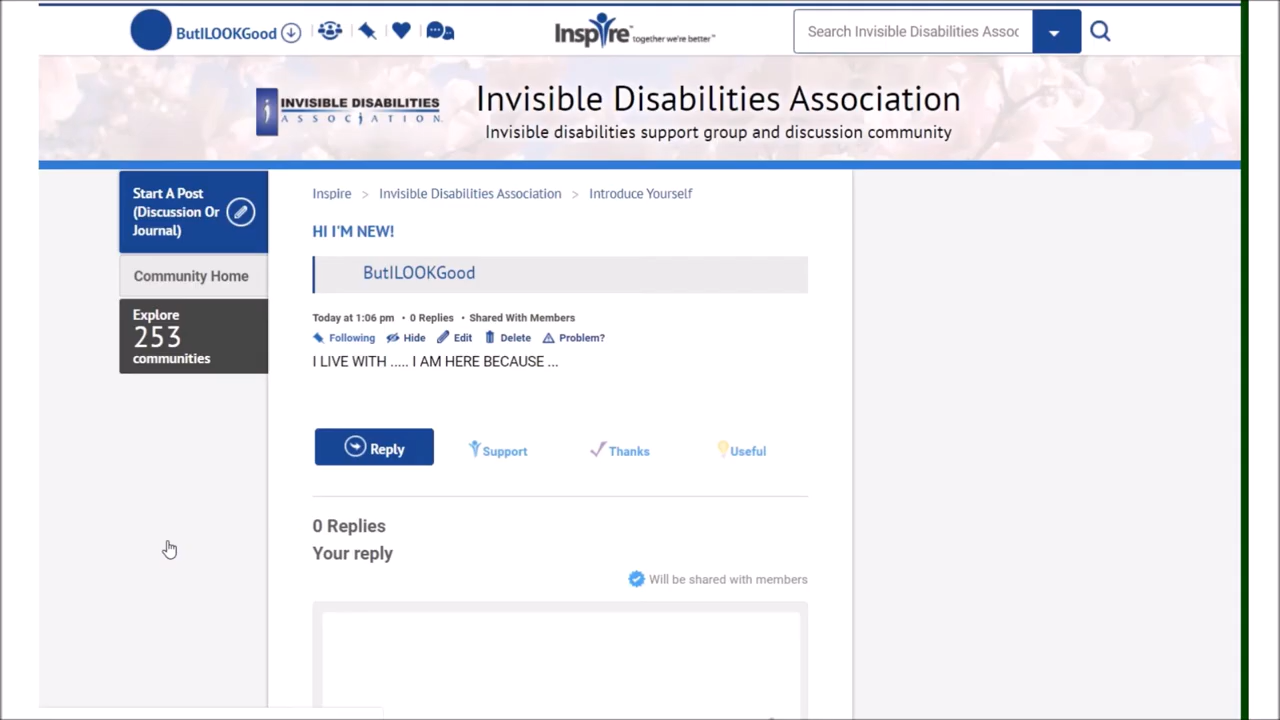 ButILOOKGood
Inspire™ together we're better™
Search Invisible Disabilities Assoc
INVISIBLE DISABILITIES
ASSOCIATION
Invisible Disabilities Association
Invisible disabilities support group and discussion community
Start A Post
(Discussion Or
Journal)
Community Home
Explore
253
communities
Inspire > Invisible Disabilities Association > Introduce Yourself
HI I'M NEW!
ButILOOKGood
Today at 1:06 pm • 0 Replies • Shared With Members
Following Hide Edit Delete Problem?
I LIVE WITH ..... I AM HERE BECAUSE ...
Reply Support Thanks Useful
0 Replies
Your reply
Will be shared with members